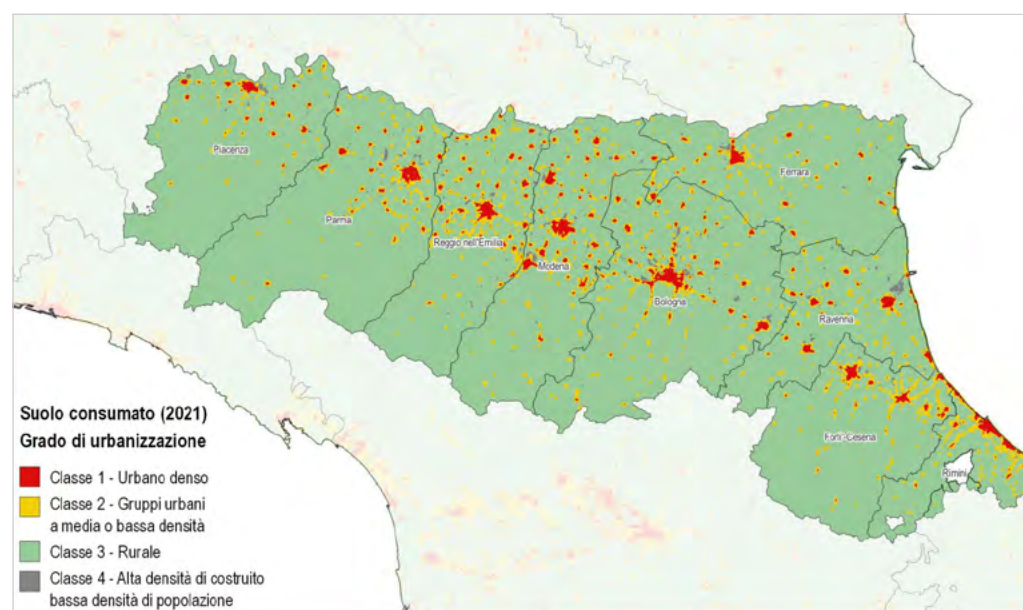 Piacenza
Parma
Reggio nell'Emilia
Modena
Bologna
Ferrara
Ravenna
Forli'-Cesena
Rimini
Suolo consumato (2021)
Grado di urbanizzazione
Classe 1 - Urbano denso
Classe 2 - Gruppi urbani
a media o bassa densità
Classe 3 - Rurale
Classe 4 - Alta densità di costruito
bassa densità di popolazione